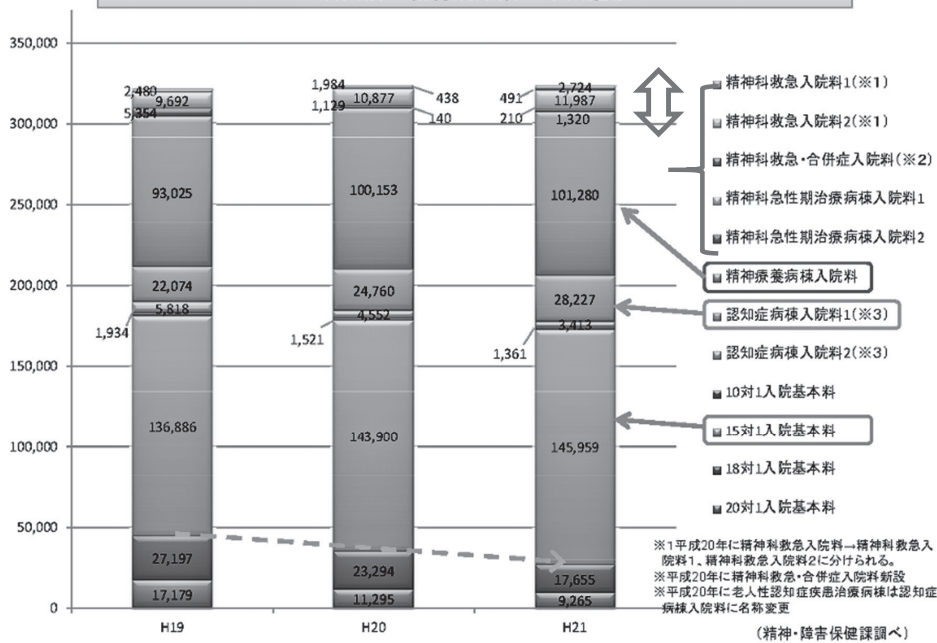 350,000
300,000
250,000
200,000
150,000
100,000
50,000
0
2,480
9,692
5,354
93,025
22,074
5,818
1,934
136,886
27,197
17,179
H19
1,984
10,877
438
1,129
140
100,153
24,760
4,552
1,521
143,900
23,294
11,295
H20
2,724
491
11,987
210
1,320
101,280
28,227
3,413
1,361
145,959
17,655
9,265
H21
精神科救急入院料1(※1)
精神科救急入院料2(※1)
精神科救急・合併症入院料(※2)
精神科急性期治療病棟入院料1
精神科急性期治療病棟入院料2
精神療養病棟入院料
認知症病棟入院料1(※3)
認知症病棟入院料2(※3)
10対1入院基本料
15対1入院基本料
18対1入院基本料
20対1入院基本料
※1平成20年に精神科救急入院料→精神科救急入
院料1、精神科救急入院料2に分けられる。
※平成20年に精神科救急・合併症入院料新設
※平成20年に老人性認知症疾患治療病棟は認知症
病棟入院料に名称変更
(精神・障害保健課調べ)